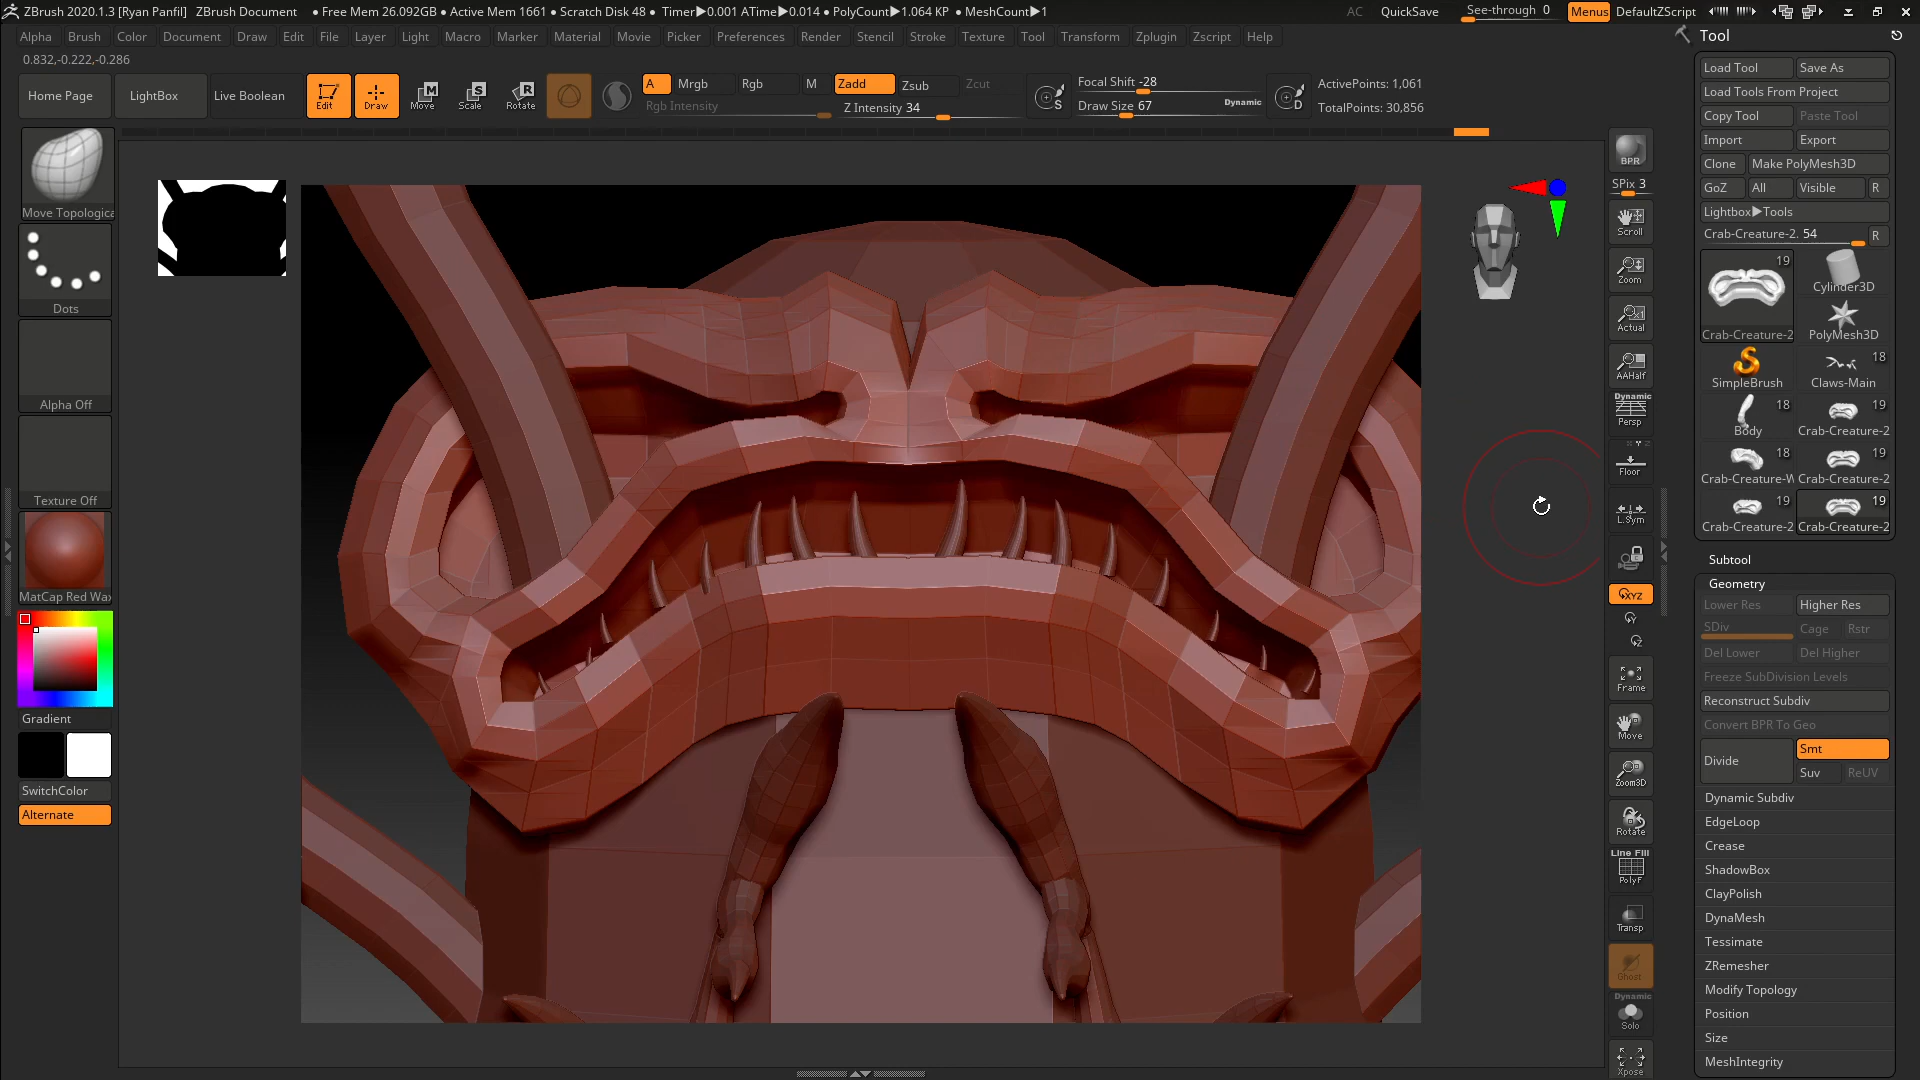 ZBrush 2020.1.3 [Ryan Panfil] ZBrush Document ● Free Mem 26.092GB ● Active Mem 1661 ● Scratch Disk 48 ● Timer▶0.001 ATime▶0.014 ● PolyCount▶1.064 KP ● MeshCount▶1 AC QuickSave See-through 0 Menus DefaultZScript
Alpha Brush Color Document Draw Edit File Layer Light Macro Marker Material Movie Picker Preferences Render Stencil Stroke Texture Tool Transform Zplugin Zscript Help
0.832,-0.222,-0.286
Home Page LightBox Live Boolean Edit Draw Move Scale Rotate
A Mrgb Rgb M Zadd Zsub Zcut
Rgb Intensity Z Intensity 34
S Focal Shift -28
Draw Size 67 Dynamic
D ActivePoints: 1,061
TotalPoints: 30,856
Move Topologica
Dots
Alpha Off
Texture Off
MatCap Red Wax
Gradient
SwitchColor
Alternate
BPR
SPix 3
Scroll
Zoom
Actual
AAHalf
Dynamic
Persp
Floor
L.Sym
XYZ
Y
Z
Frame
Move
Zoom3D
Rotate
Line Fill
PolyF
Transp
Ghost
Dynamic
Solo
Xpose
Tool
Load Tool Save As
Load Tools From Project
Copy Tool Paste Tool
Import Export
Clone Make PolyMesh3D
GoZ All Visible R
Lightbox▶Tools
Crab-Creature-2. 54 R
19
Crab-Creature-2 Cylinder3D
PolyMesh3D
SimpleBrush 18 Claws-Main
18 Body 19 Crab-Creature-2
18 Crab-Creature-W 19 Crab-Creature-2
19 Crab-Creature-2 19 Crab-Creature-2
Subtool
Geometry
Lower Res Higher Res
SDiv Cage Rstr
Del Lower Del Higher
Freeze SubDivision Levels
Reconstruct Subdiv
Convert BPR To Geo
Divide Smt
Suv ReUV
Dynamic Subdiv
EdgeLoop
Crease
ShadowBox
ClayPolish
DynaMesh
Tessimate
ZRemesher
Modify Topology
Position
Size
MeshIntegrity